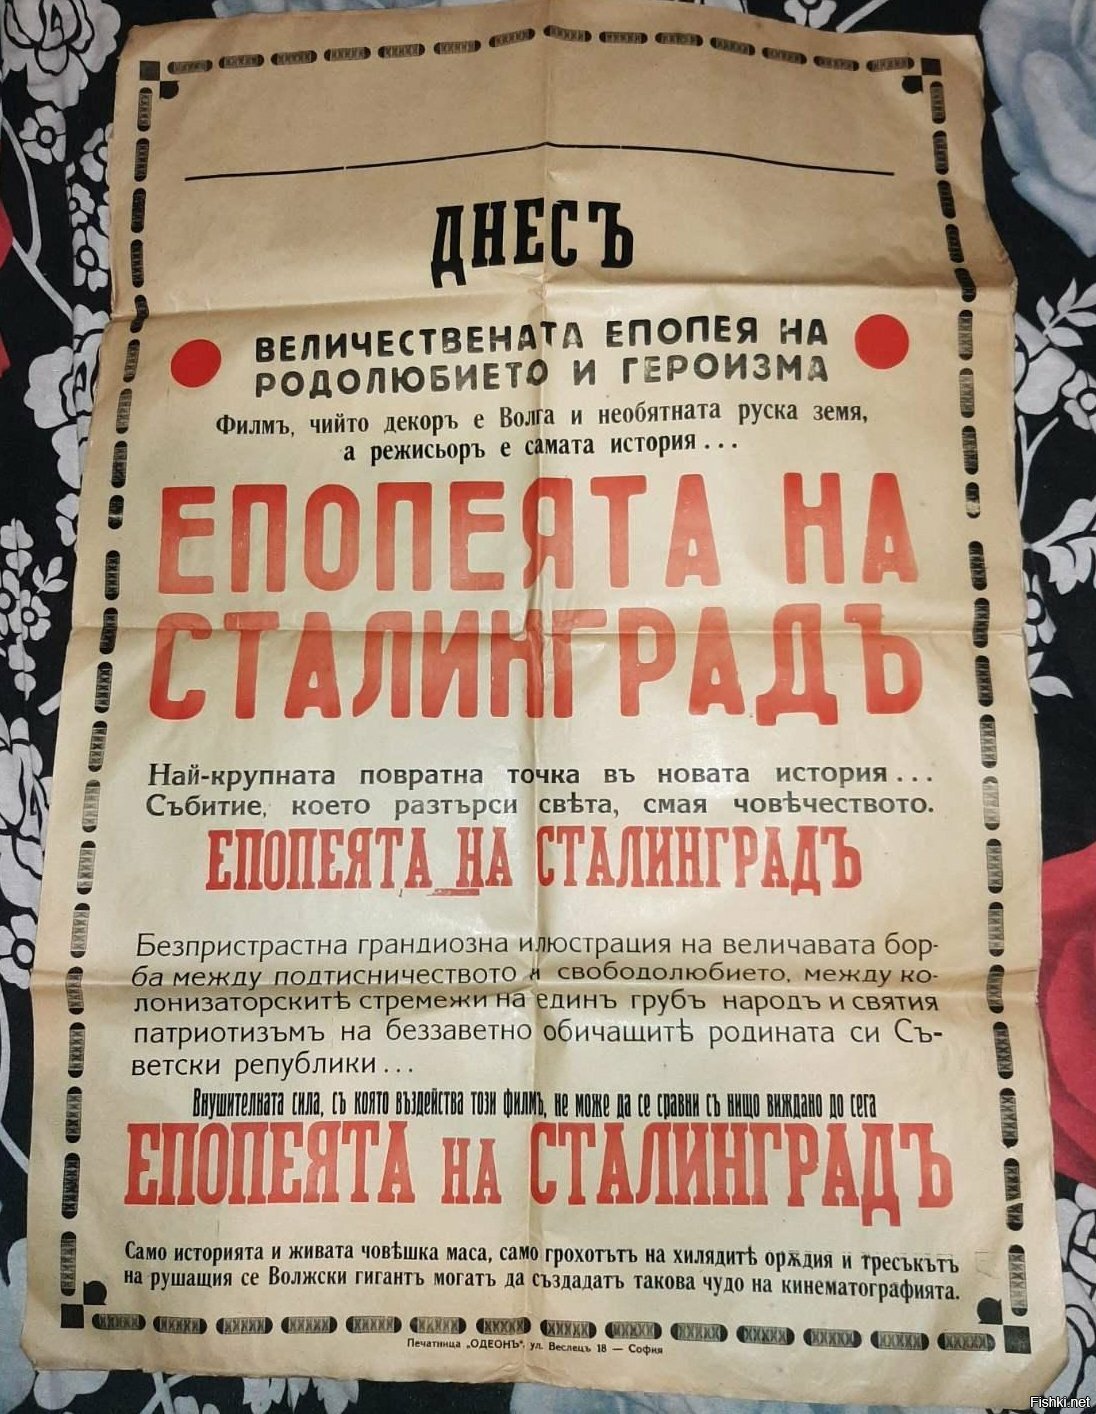 ДНЕСЪ
ВЕЛИЧЕСТВЕНАТА ЕПОПЕЯ НА
РОДОЛЮБИЕТО И ГЕРОИЗМА
Филмъ, чийто декоръ е Волга и необятната руска земя,
а режисьоръ е самата история...
ЕПОПЕЯТА НА
СТАЛИНГРАДЪ
Най-крупната повратна точка въ новата история...
Събитие, което разтърси свѣта, смая човѣчеството.
ЕПОПЕЯТА НА СТАЛИНГРАДЪ
Безпристрастна грандиозна илюстрация на величавата бор-
ба между подтисничеството и свободолюбието, между ко-
лонизаторскитѣ стремежи на единъ грубъ народъ и святия
патриотизъмъ на беззаветно обичащитѣ родината си Съ-
ветски републики...
Внушителната сила, съ която въздейства този филмъ, не може да се сравни съ нищо виждано до сега
ЕПОПЕЯТА НА СТАЛИНГРАДЪ
Само историята и живата човѣшка маса, само грохотътъ на хилядитѣ орѫдия и тресъкътъ
на рушащия се Волжски гигантъ могатъ да създадатъ такова чудо на кинематографията.
Печатница „ОДЕОНЪ", ул. Веслецъ 18 — София
Fishki.net